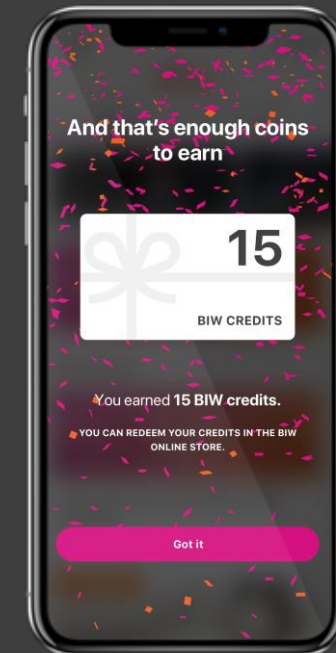 And that's enough coins
to earn
15
BIW CREDITS
You earned 15 BIW credits.
YOU CAN REDEEM YOUR CREDITS IN THE BIW
ONLINE STORE.
Got it